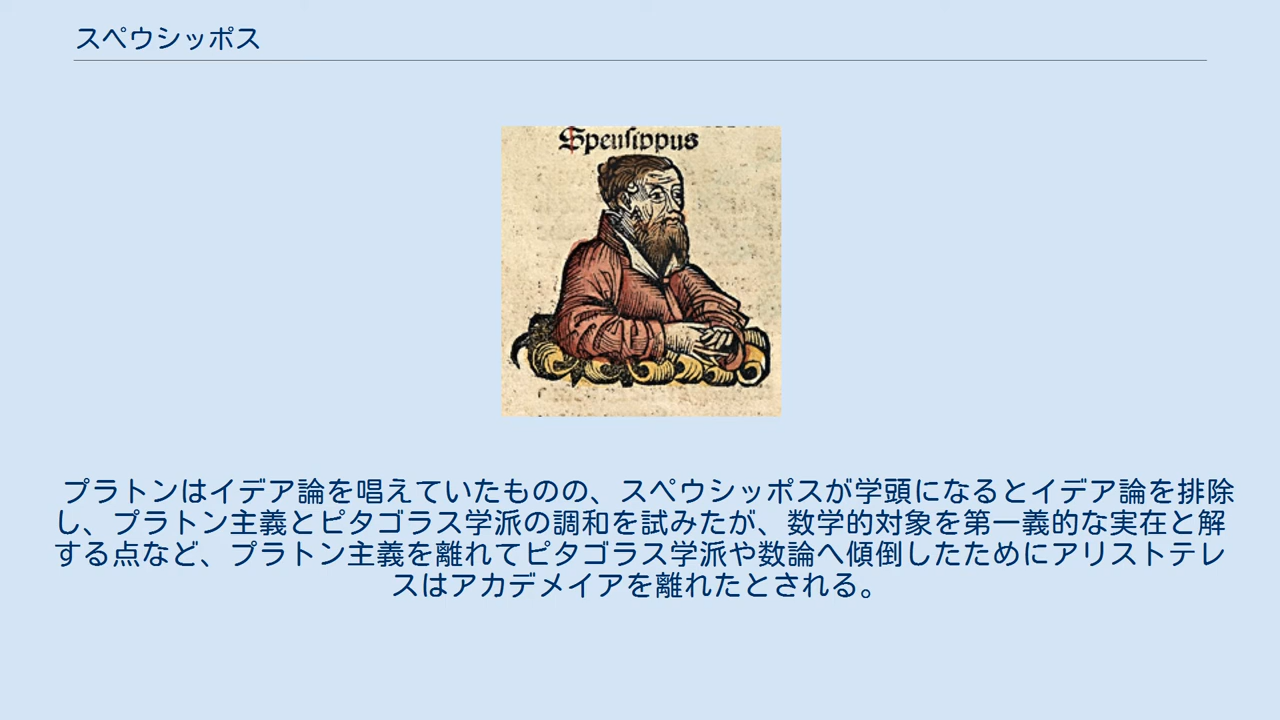 スペウシッポス
Speusippus
プラトンはイデア論を唱えていたものの、スペウシッポスが学頭になるとイデア論を排除
し、プラトン主義とピタゴラス学派の調和を試みたが、数学的対象を第一義的な実在と解
する点など、プラトン主義を離れてピタゴラス学派や数論へ傾倒したためにアリストテレ
スはアカデメイアを離れたとされる。